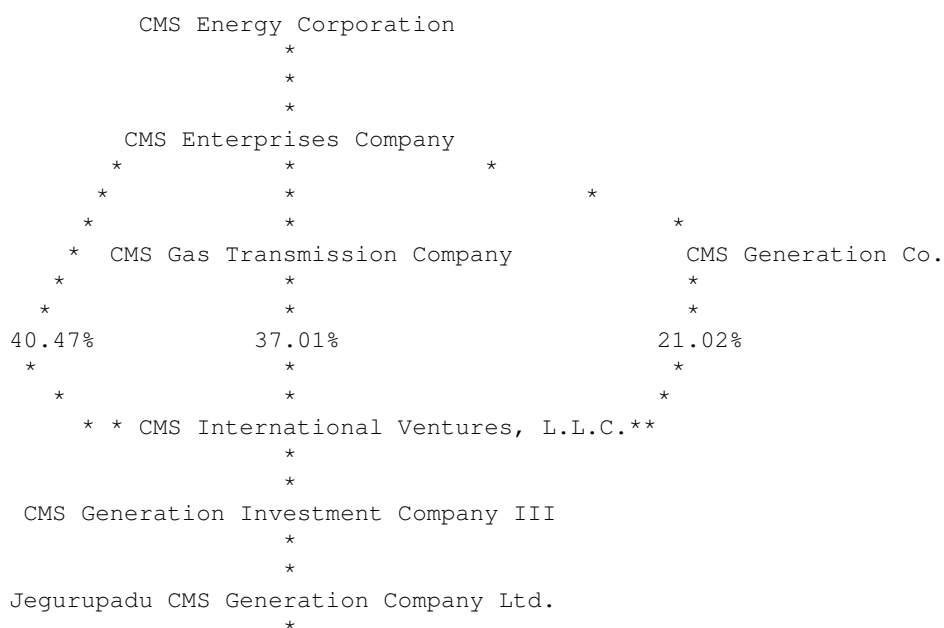 CMS Energy Corporation
*
*
*
CMS Enterprises Company
* * *
* * *
* * *
* CMS Gas Transmission Company CMS Generation Co.
* * *
* * *
40.47% 37.01% 21.02%
* * *
* * *
* * CMS International Ventures, L.L.C.**
*
*
CMS Generation Investment Company III
*
*
Jegurupadu CMS Generation Company Ltd.
*